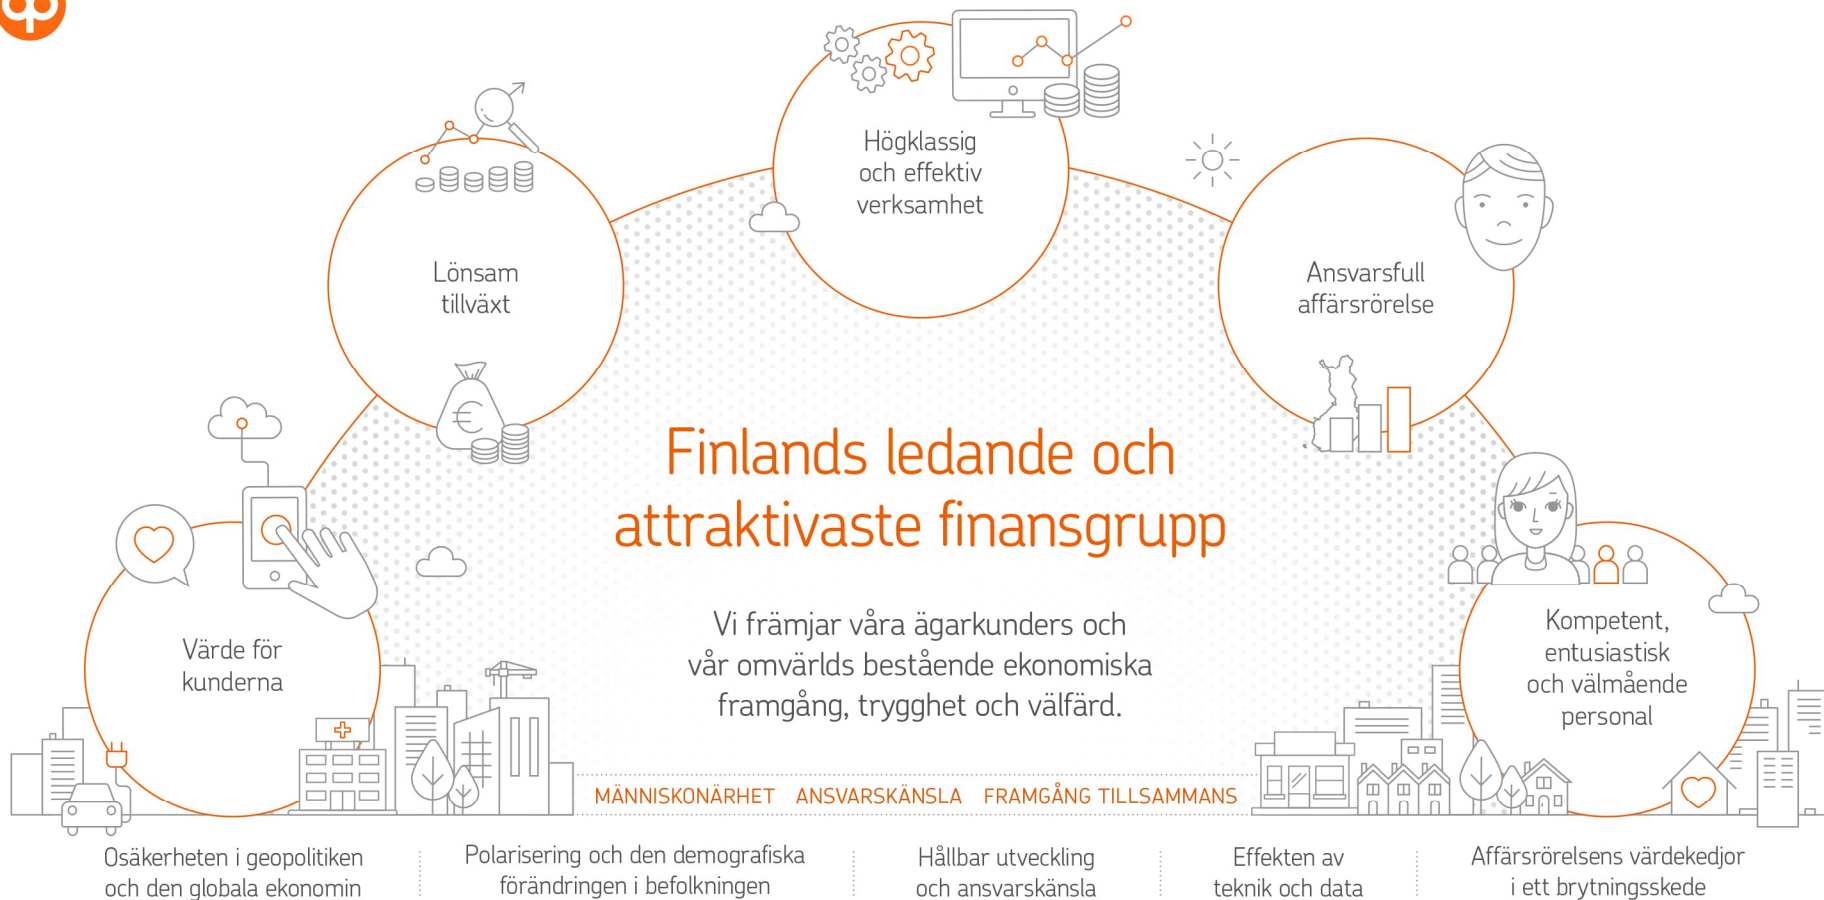 Högklassig
och effektiv
verksamhet
Lönsam
tillväxt
Ansvarsfull
affärsrörelse
Finlands ledande och
attraktivaste finansgrupp
Värde för
kunderna
Vi främjar våra ägarkunders och
vår omvärlds bestående ekonomiska
framgång, trygghet och välfärd.
Kompetent,
entusiastisk
och välmående
personal
MÄNNISKONÄRHET ANSVARSKÄNSLA FRAMGÅNG TILLSAMMANS
Osäkerheten i geopolitiken
och den globala ekonomin
Polarisering och den demografiska
förändringen i befolkningen
Hållbar utveckling
och ansvarskänsla
Effekten av
teknik och data
Affärsrörelsens värdekedjor
i ett brytningsskede